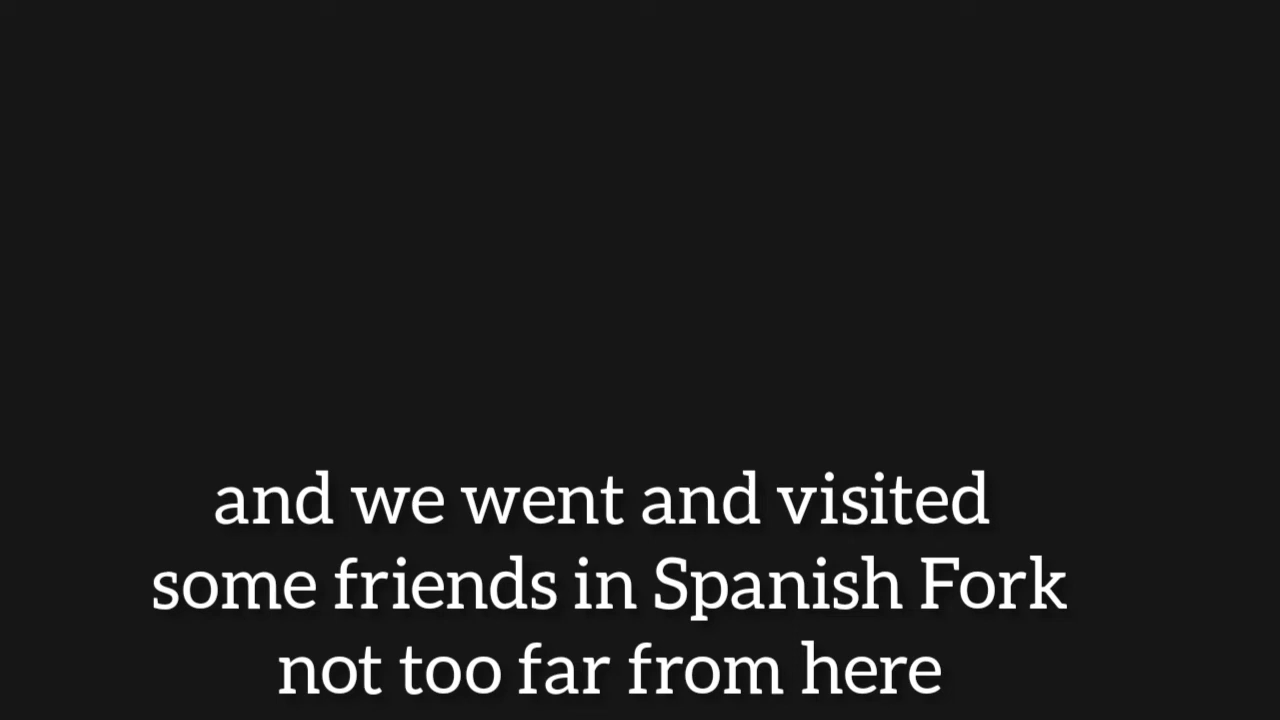 and we went and visited
some friends in Spanish Fork
not too far from here